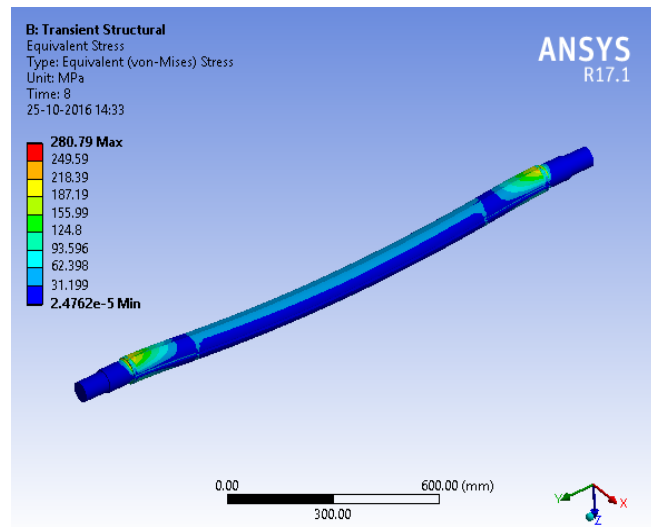 B: Transient Structural
Equivalent Stress
Type: Equivalent (von-Mises) Stress
Unit: MPa
Time: 8
25-10-2016 14:33
ANSYS
R17.1
280.79 Max
249.59
218.39
187.19
155.99
124.8
93.596
62.398
31.199
2.4762e-5 Min
0.00 600.00 (mm)
300.00
Y X
Z